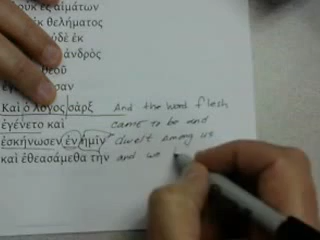 οὐκ ἐξ αἱμάτων
ἐκ θελήματος
οὐδὲ ἐκ
ἀνδρὸς
θεοῦ
σαν
Καὶ ὁ λόγος σὰρξ And the word flesh
ἐγένετο καὶ came to be and
ἐσκήνωσεν ἐν ἡμῖν dwelt among us
καὶ ἐθεασάμεθα τὴν and we